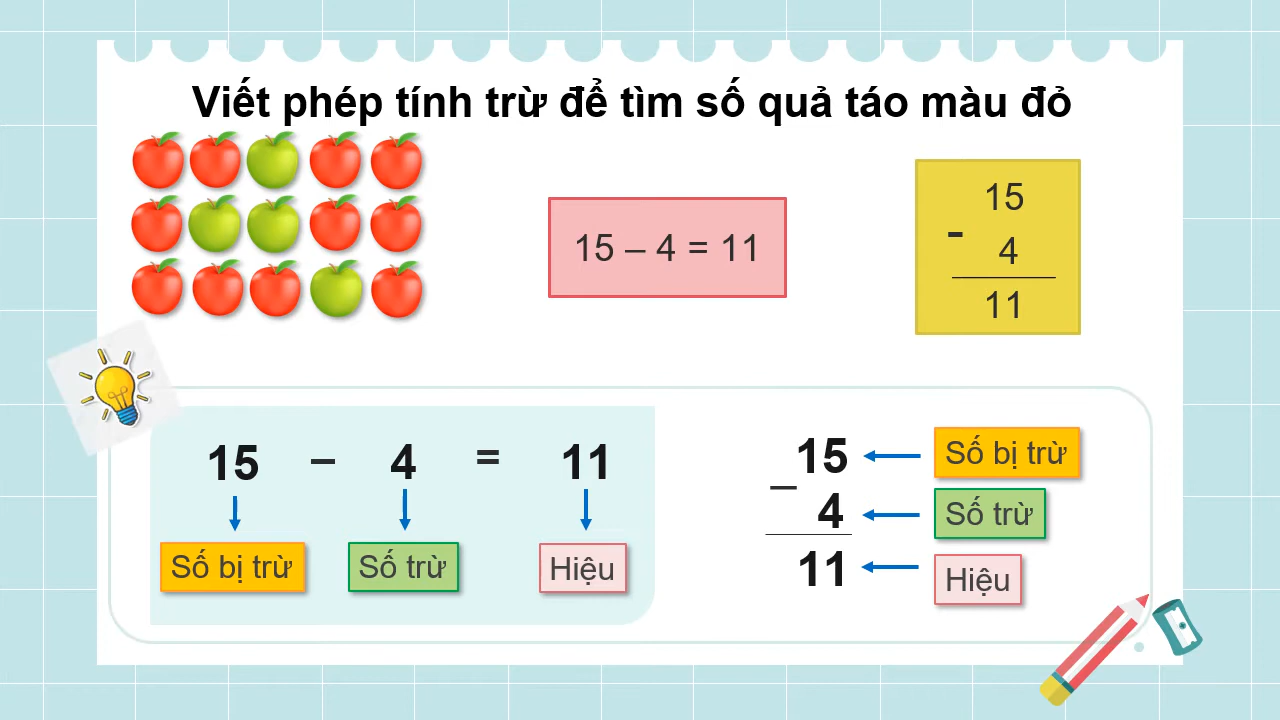 Viết phép tính trừ để tìm số quả táo màu đỏ
15 – 4 = 11
15
- 4
11
15 – 4 = 11
Số bị trừ Số trừ Hiệu
15 Số bị trừ
– 4 Số trừ
11 Hiệu